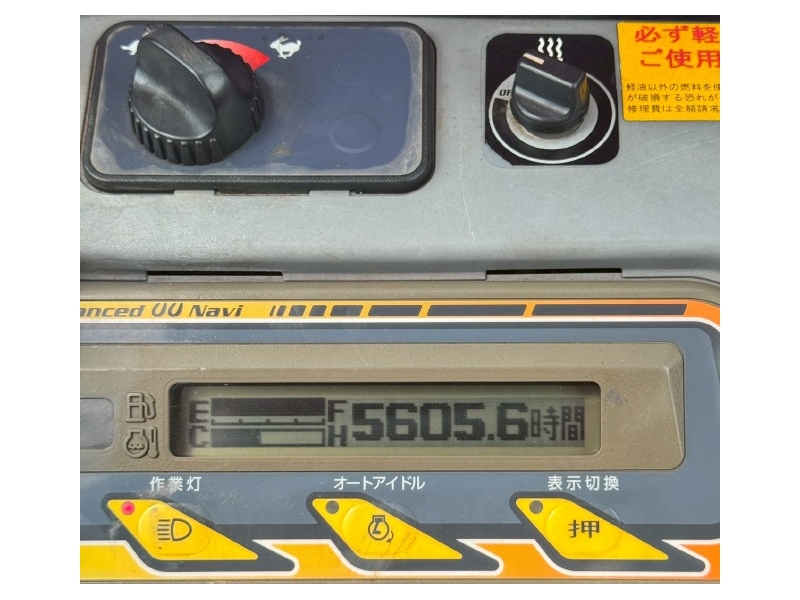 必ず軽
ご使用
軽油以外の燃料を使
が破損する恐れが
修理費は全額請求
anced VV Navi
E F
C H
5605.6時間
作業灯
オートアイドル
表示切換
押